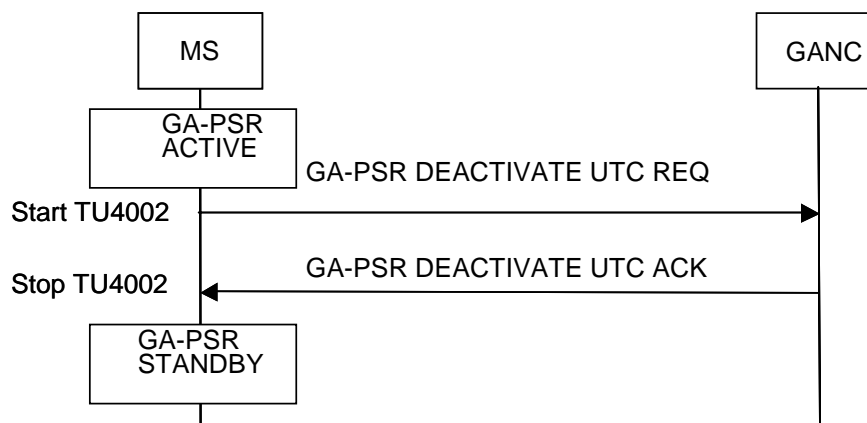 MS
GANC
GA-PSR
ACTIVE
GA-PSR DEACTIVATE UTC REQ
Start TU4002
GA-PSR DEACTIVATE UTC ACK
Stop TU4002
GA-PSR
STANDBY